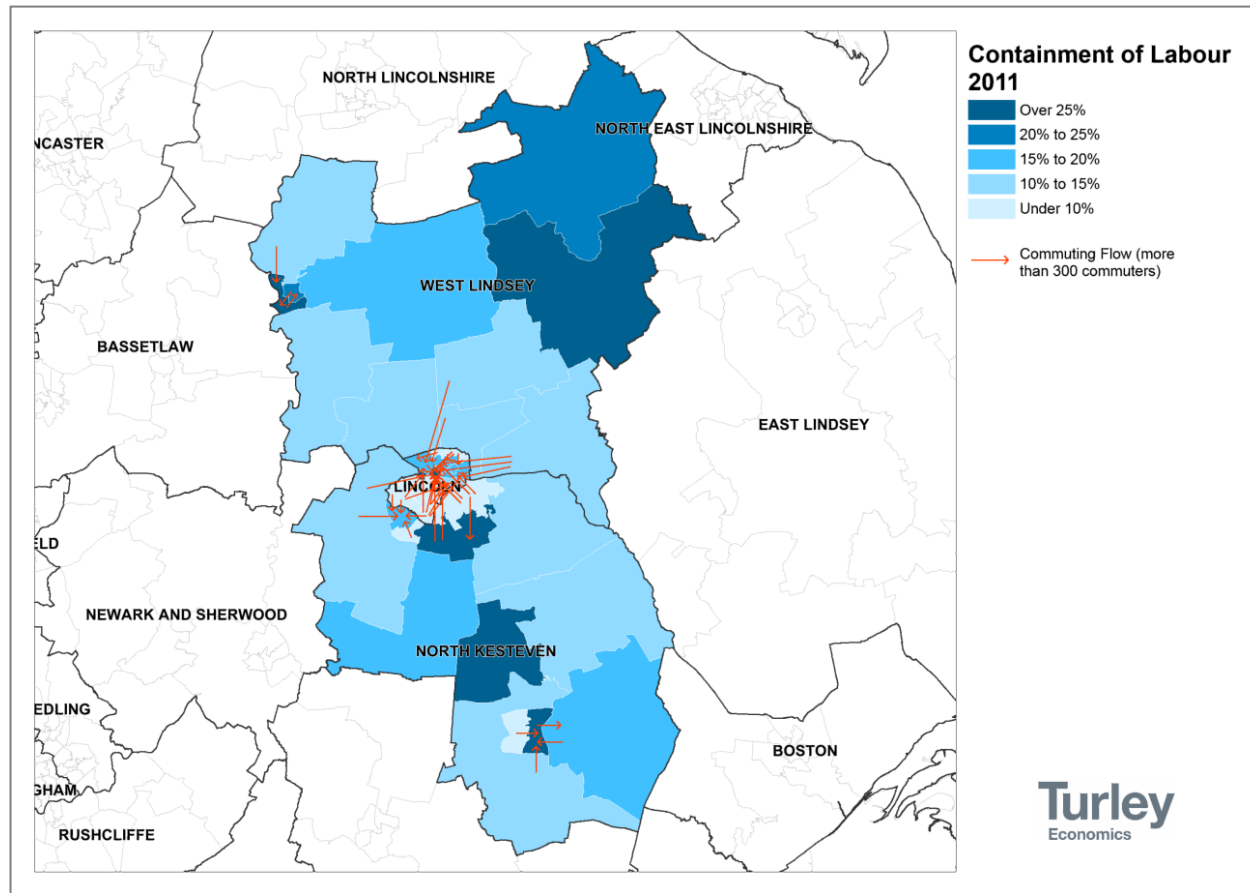 Containment of Labour
2011
Over 25%
20% to 25%
15% to 20%
10% to 15%
Under 10%
Commuting Flow (more
than 300 commuters)
NORTH LINCOLNSHIRE
NORTH EAST LINCOLNSHIRE
NCASTER
WEST LINDSEY
BASSETLAW
EAST LINDSEY
LINCOLN
ELD
NEWARK AND SHERWOOD
NORTH KESTEVEN
EDLING
BOSTON
GHAM
RUSHCLIFFE
Turley
Economics